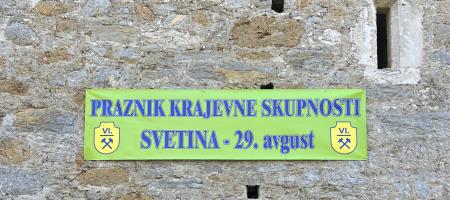 PRAZNIK KRAJEVNE SKUPNOSTI
SVETINA - 29. avgust
VI.
VI.